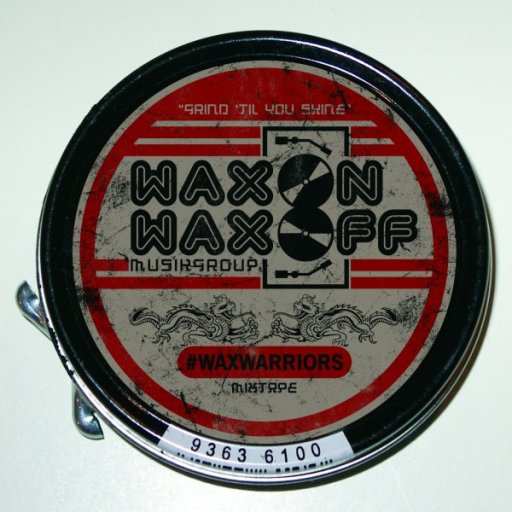 "GRIND 'TIL YOU SHINE"
WAX ON
WAX OFF
MUSIKGROUP.
#WAXWARRIORS
MIXTAPE
9363 6100